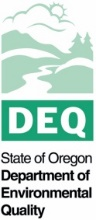 DEQ
State of Oregon
Department of
Environmental
Quality